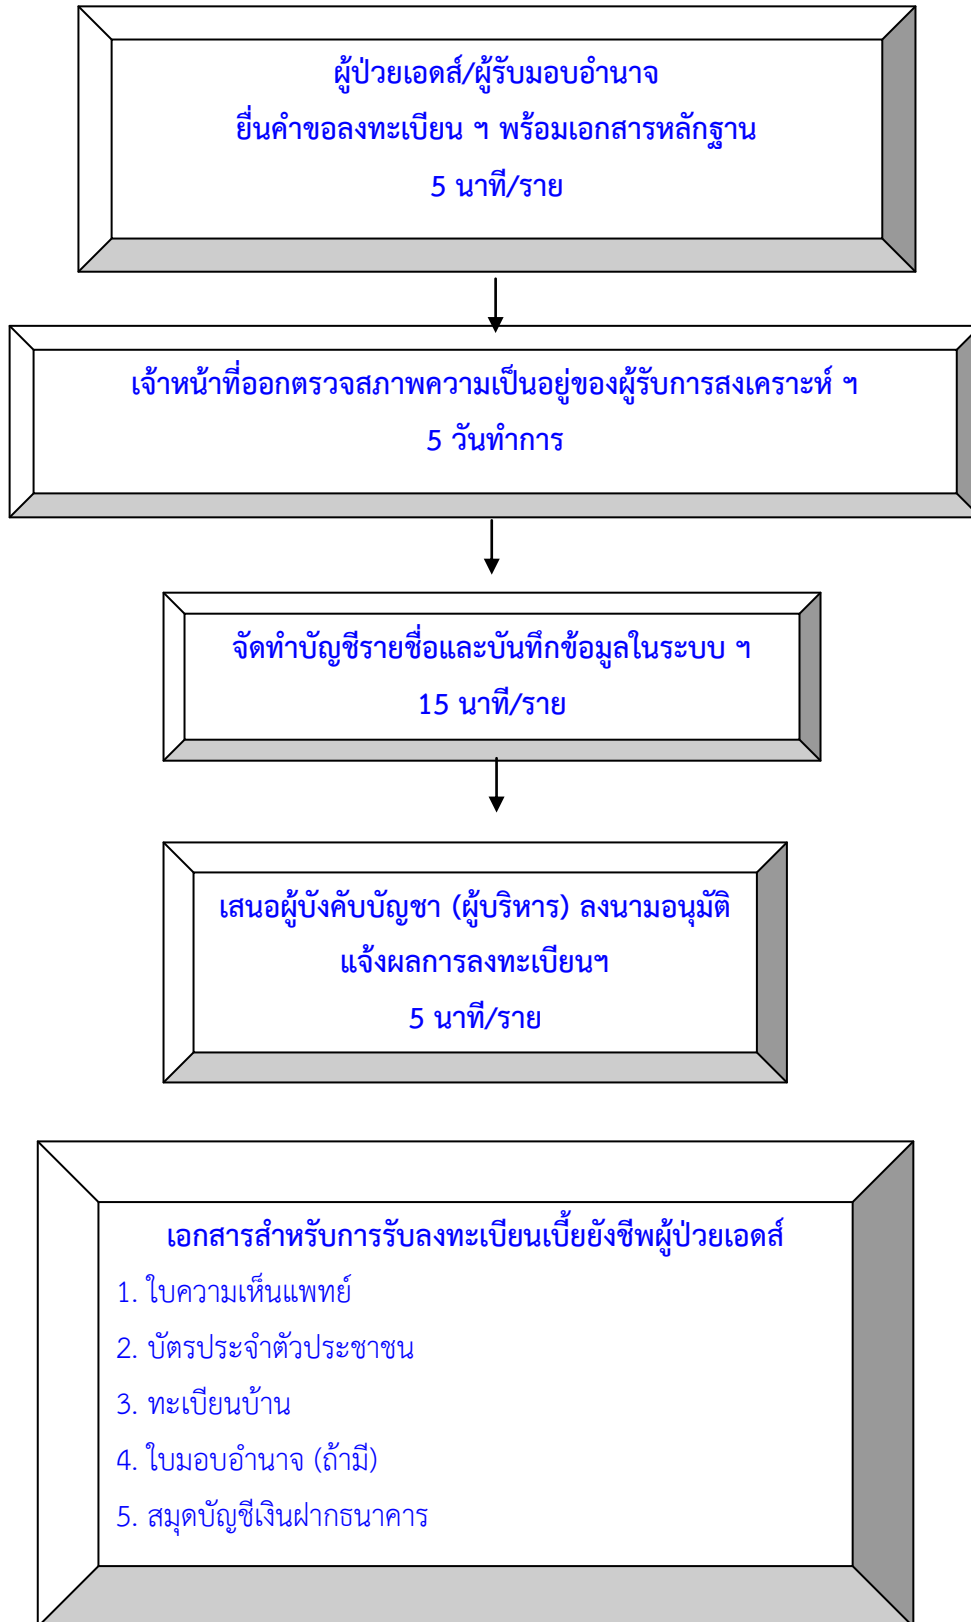 ผู้ป่วยเอดส์/ผู้รับมอบอำนาจ
ยื่นคำขอลงทะเบียน ฯ พร้อมเอกสารหลักฐาน
5 นาที/ราย
เจ้าหน้าที่ออกตรวจสภาพความเป็นอยู่ของผู้รับการสงเคราะห์ ฯ
5 วันทำการ
จัดทำบัญชีรายชื่อและบันทึกข้อมูลในระบบ ฯ
15 นาที/ราย
เสนอผู้บังคับบัญชา (ผู้บริหาร) ลงนามอนุมัติ
แจ้งผลการลงทะเบียนฯ
5 นาที/ราย
เอกสารสำหรับการรับลงทะเบียนเบี้ยยังชีพผู้ป่วยเอดส์
1. ใบความเห็นแพทย์
2. บัตรประจำตัวประชาชน
3. ทะเบียนบ้าน
4. ใบมอบอำนาจ (ถ้ามี)
5. สมุดบัญชีเงินฝากธนาคาร